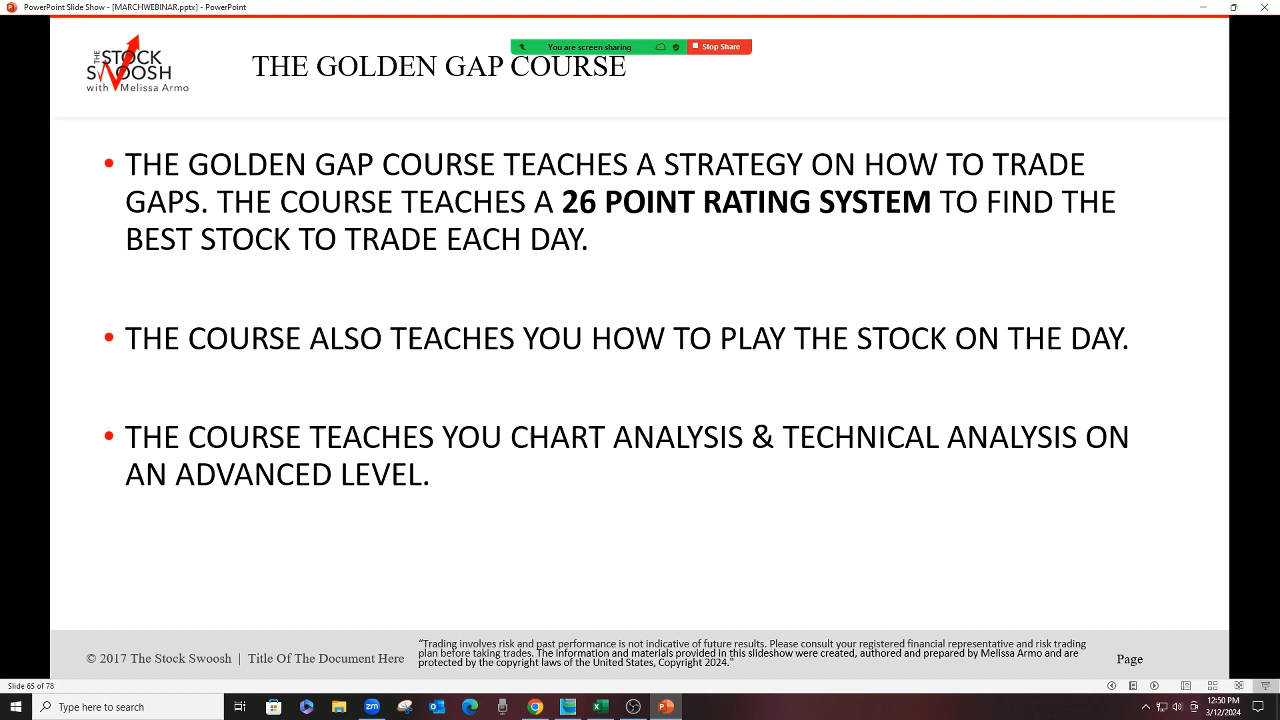 PowerPoint Slide Show - [MARCHWEBINAR.pptx] - PowerPoint
You are screen sharing
Stop Share
THE
STOCK
SWOOSH
with Melissa Armo
THE GOLDEN GAP COURSE
• THE GOLDEN GAP COURSE TEACHES A STRATEGY ON HOW TO TRADE
GAPS. THE COURSE TEACHES A 26 POINT RATING SYSTEM TO FIND THE
BEST STOCK TO TRADE EACH DAY.
• THE COURSE ALSO TEACHES YOU HOW TO PLAY THE STOCK ON THE DAY.
• THE COURSE TEACHES YOU CHART ANALYSIS & TECHNICAL ANALYSIS ON
AN ADVANCED LEVEL.
© 2017 The Stock Swoosh | Title Of The Document Here
“Trading involves risk and past performance is not indicative of future results. Please consult your registered financial representative and risk trading
plan before taking trades. The information and materials provided in this slideshow were created, authored and prepared by Melissa Armo and are
protected by the copyright laws of the United States, Copyright 2024."
Page
Slide 65 of 78
Type here to search
12:50 PM
3/12/2024